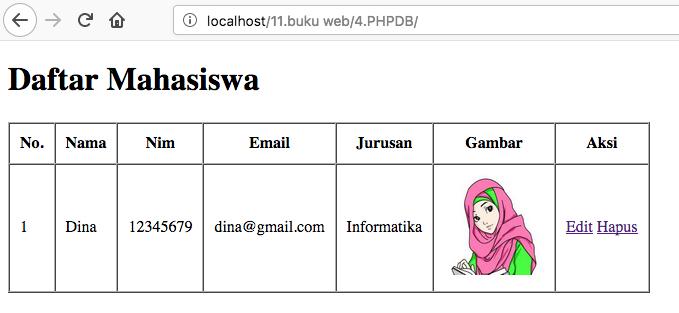 localhost/11.buku web/4.PHPDB/
Daftar Mahasiswa
No. Nama Nim Email Jurusan Gambar Aksi
1 Dina 12345679 dina@gmail.com Informatika Edit Hapus